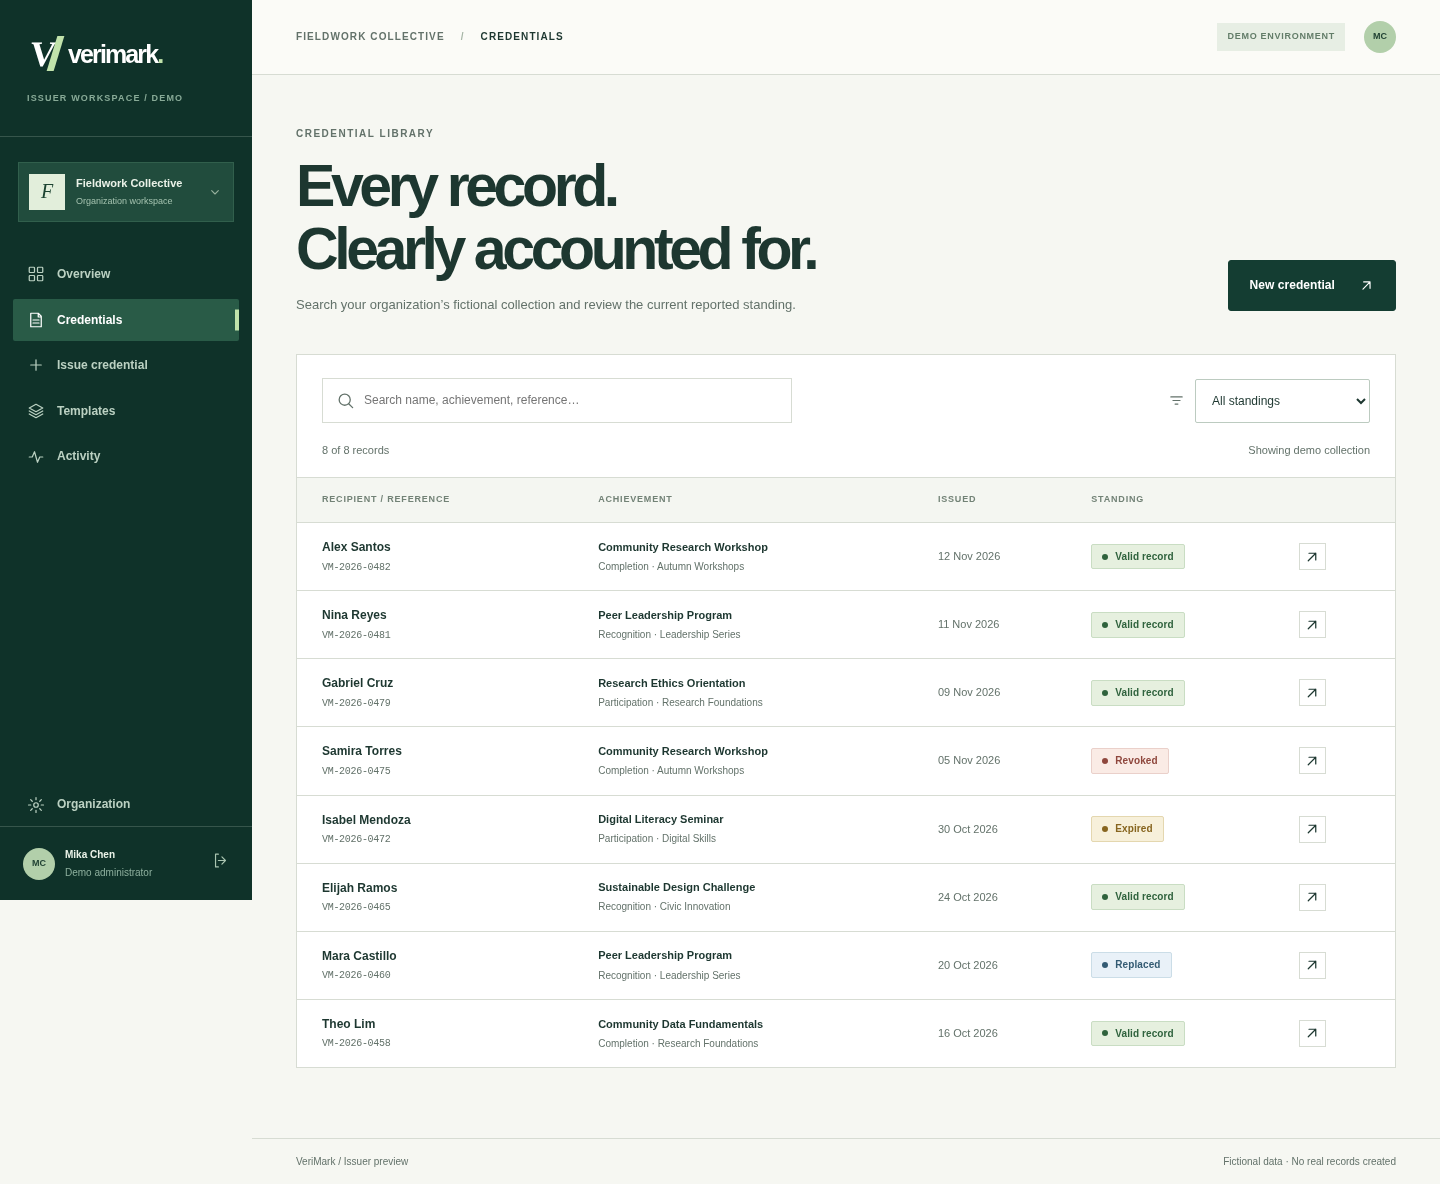 V/ verimark.
ISSUER WORKSPACE / DEMO
F
Fieldwork Collective
Organization workspace
Overview
Credentials
Issue credential
Templates
Activity
Organization
MC
Mika Chen
Demo administrator
FIELDWORK COLLECTIVE / CREDENTIALS
DEMO ENVIRONMENT
MC
CREDENTIAL LIBRARY
Every record.
Clearly accounted for.
Search your organization's fictional collection and review the current reported standing.
New credential
Search name, achievement, reference…
All standings
8 of 8 records
Showing demo collection
RECIPIENT / REFERENCE ACHIEVEMENT ISSUED STANDING
Alex Santos
VM-2026-0482
Community Research Workshop
Completion · Autumn Workshops
12 Nov 2026
Valid record
Nina Reyes
VM-2026-0481
Peer Leadership Program
Recognition · Leadership Series
11 Nov 2026
Valid record
Gabriel Cruz
VM-2026-0479
Research Ethics Orientation
Participation · Research Foundations
09 Nov 2026
Valid record
Samira Torres
VM-2026-0475
Community Research Workshop
Completion · Autumn Workshops
05 Nov 2026
Revoked
Isabel Mendoza
VM-2026-0472
Digital Literacy Seminar
Participation · Digital Skills
30 Oct 2026
Expired
Elijah Ramos
VM-2026-0465
Sustainable Design Challenge
Recognition · Civic Innovation
24 Oct 2026
Valid record
Mara Castillo
VM-2026-0460
Peer Leadership Program
Recognition · Leadership Series
20 Oct 2026
Replaced
Theo Lim
VM-2026-0458
Community Data Fundamentals
Completion · Research Foundations
16 Oct 2026
Valid record
VeriMark / Issuer preview
Fictional data · No real records created